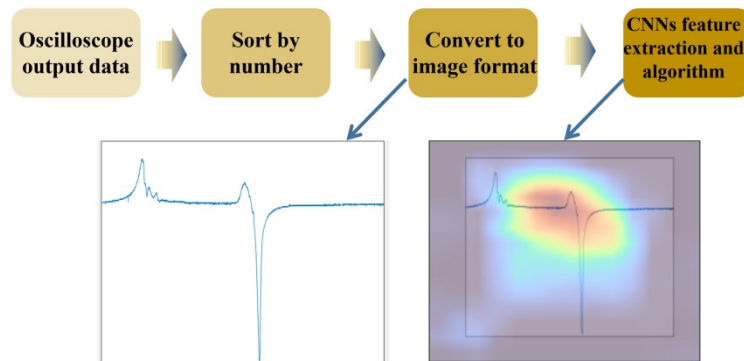 Oscilloscope
output data
Sort by
number
Convert to
image format
CNNs feature
extraction and
algorithm